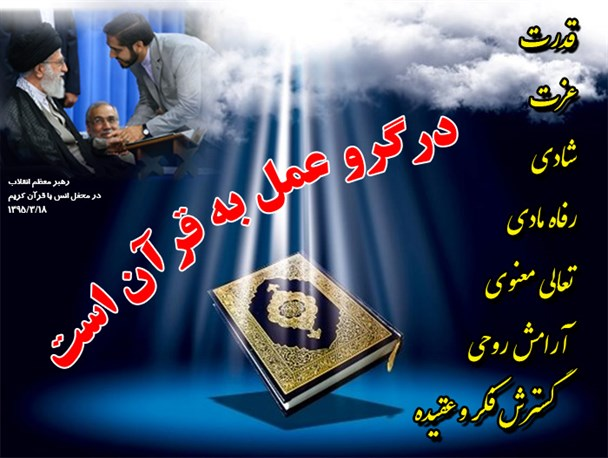 قدرت
عزت
شادی
رفاه مادی
تعالی معنوی
آرامش روحی
گسترش فکر و عقیده
در گرو عمل به قرآن است
رهبر معظم انقلاب
در محفل انس با قرآن کریم
۱۳۹۵/۳/۱۸